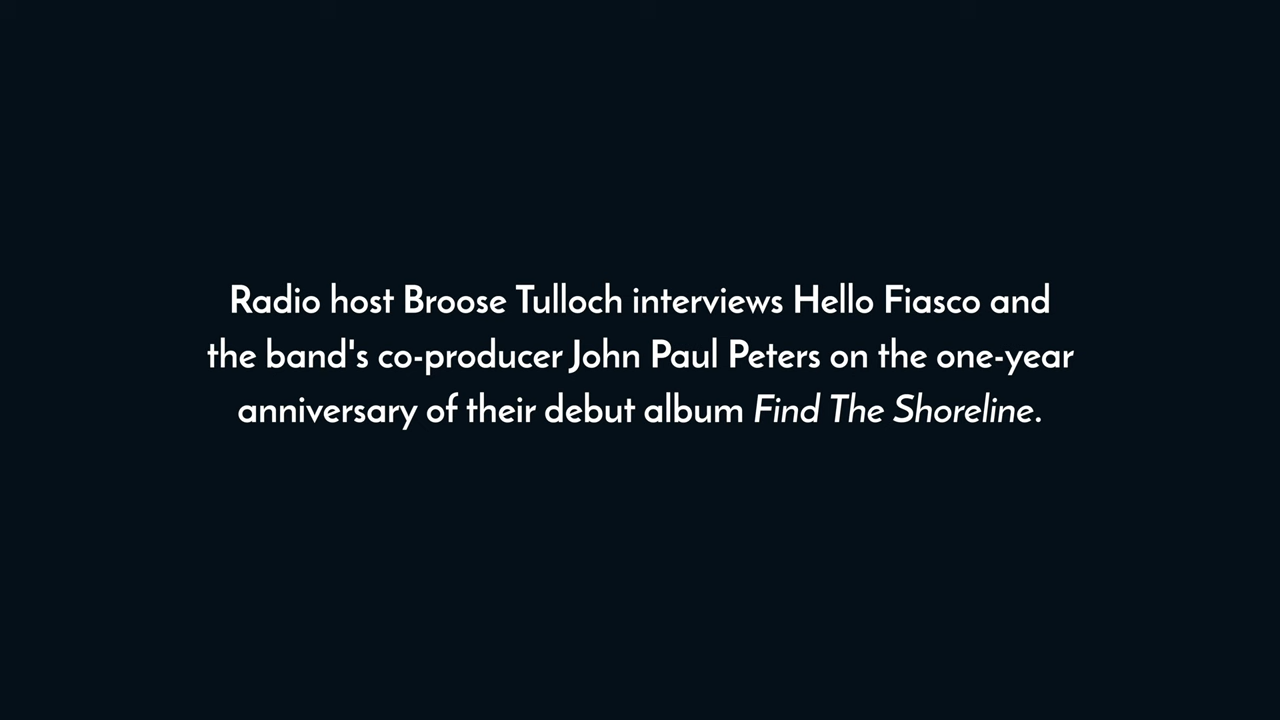 Radio host Broose Tulloch interviews Hello Fiasco and
the band's co-producer John Paul Peters on the one-year
anniversary of their debut album Find The Shoreline.